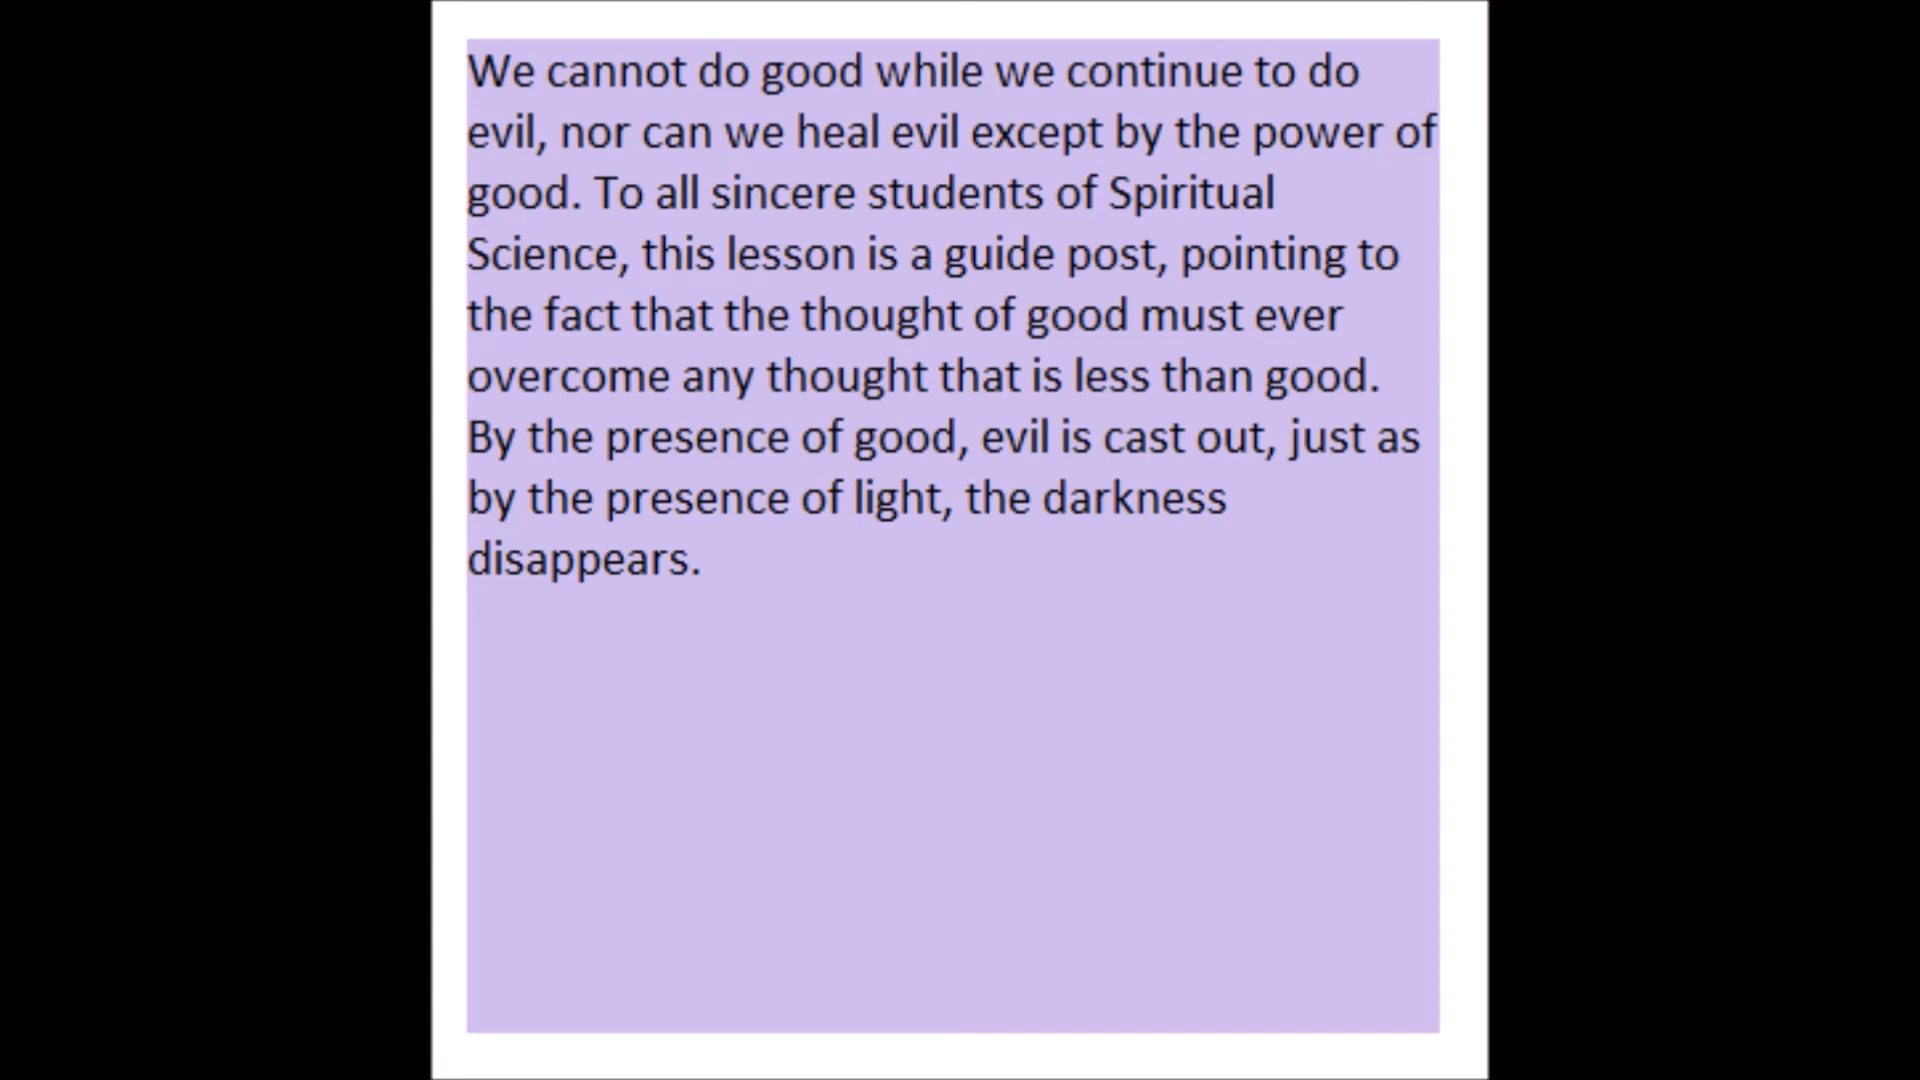 We cannot do good while we continue to do
evil, nor can we heal evil except by the power of
good. To all sincere students of Spiritual
Science, this lesson is a guide post, pointing to
the fact that the thought of good must ever
overcome any thought that is less than good.
By the presence of good, evil is cast out, just as
by the presence of light, the darkness
disappears.